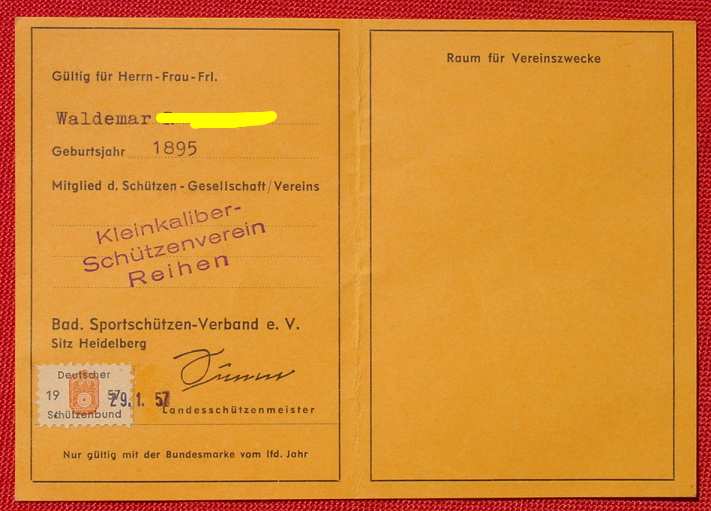 Gültig für Herrn-Frau-Frl.
Waldemar
Geburtsjahr 1895
Mitglied d. Schützen-Gesellschaft/Vereins
Kleinkaliber-
Schützenverein
Reihen
Bad. Sportschützen-Verband e. V.
Sitz Heidelberg
Deutscher
19 57
Schützenbund
29.1. 57
Landesschützenmeister
Nur gültig mit der Bundesmarke vom lfd. Jahr
Raum für Vereinszwecke